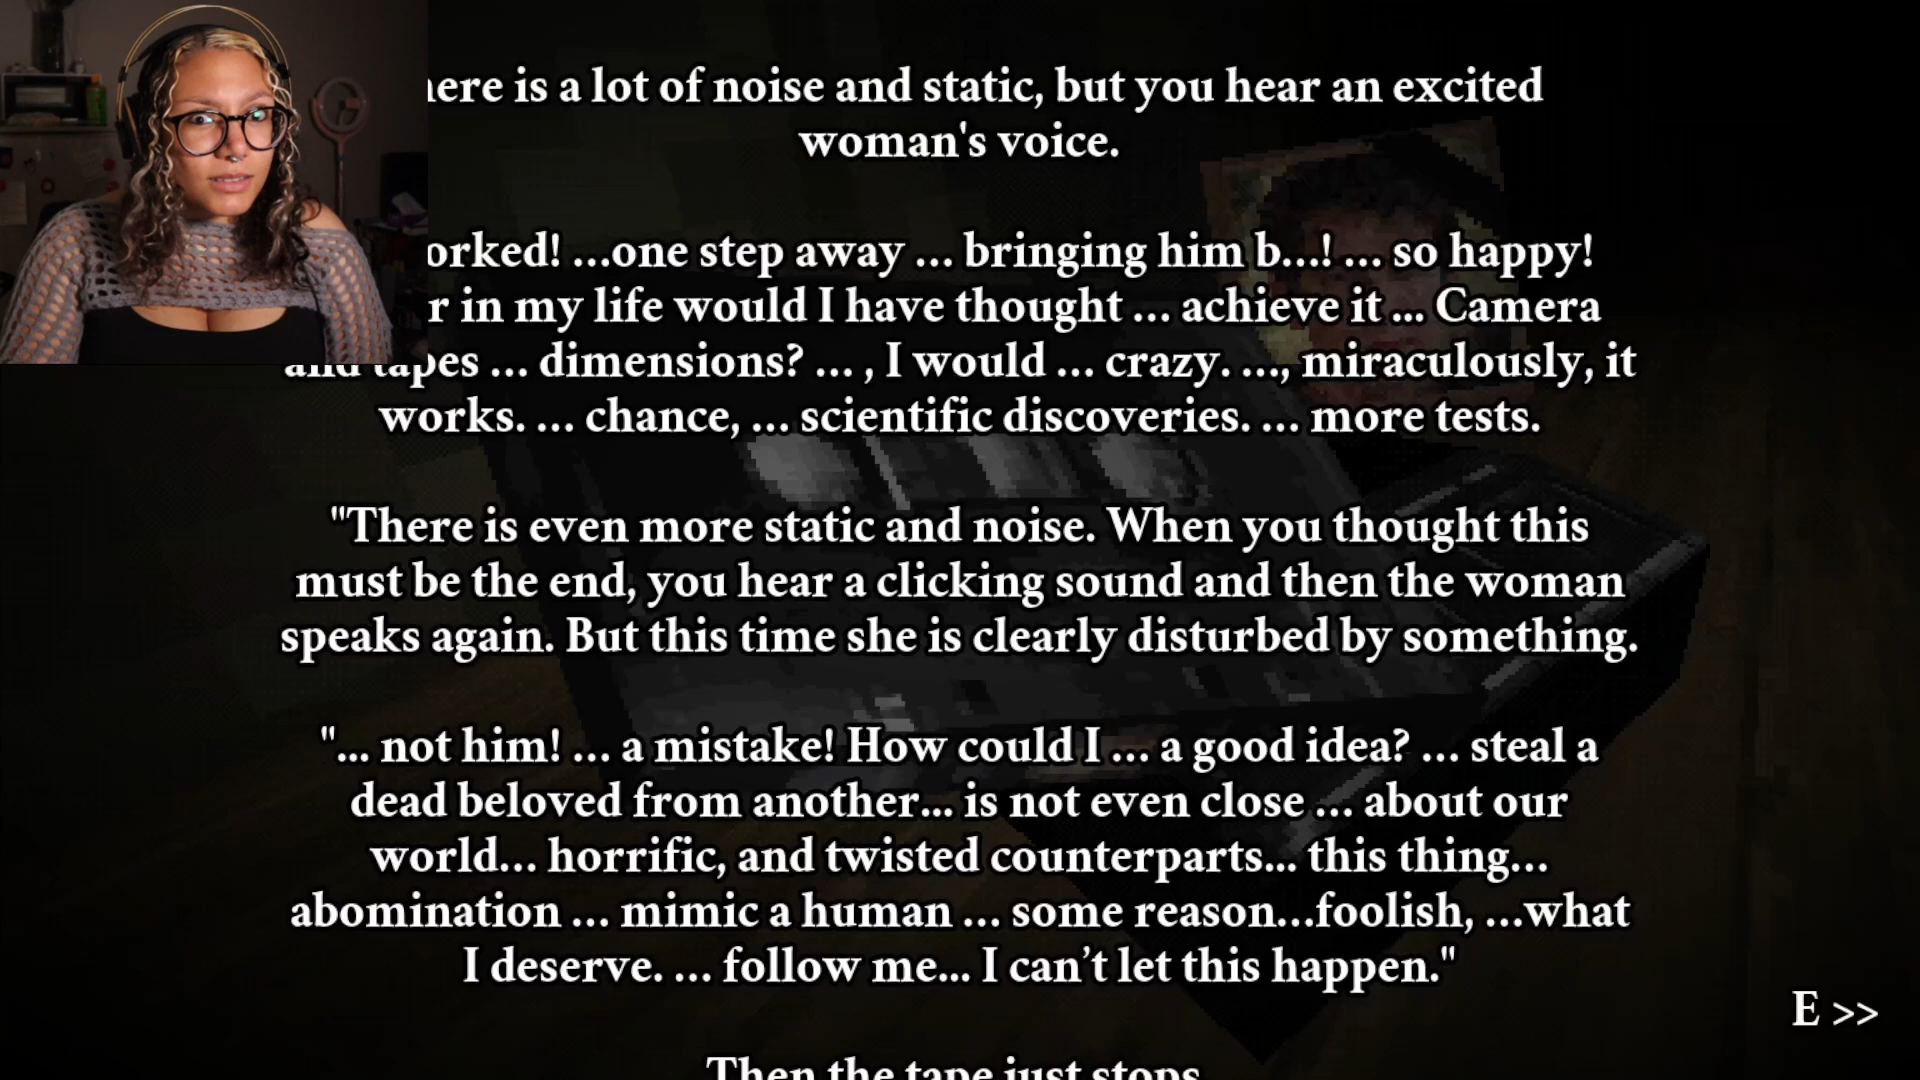 is a lot of noise and static, but you hear an excited
woman's voice.
...one step away ... bringing him b...! ... so happy!
in my life would I have thought ... achieve it ... Camera
and tapes ... dimensions? ... , I would ... crazy. ..., miraculously, it
works. ... chance, ... scientific discoveries. ... more tests.
"There is even more static and noise. When you thought this
must be the end, you hear a clicking sound and then the woman
speaks again. But this time she is clearly disturbed by something.
"... not him! ... a mistake! How could I ... a good idea? ... steal a
dead beloved from another... is not even close ... about our
world... horrific, and twisted counterparts... this thing...
abomination ... mimic a human ... some reason...foolish, ...what
I deserve. ... follow me... I can’t let this happen."
E >>
Then the tape just stops